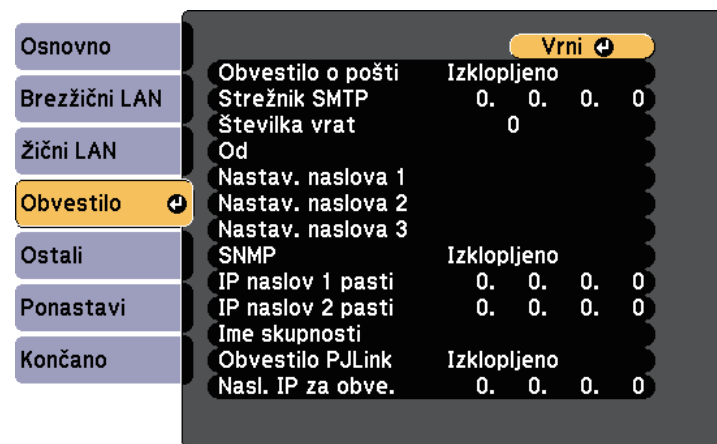 Osnovno
Brezžični LAN
Žični LAN
Obvestilo
Ostali
Ponastavi
Končano
Vrni
Obvestilo o pošti Izklopljeno
Strežnik SMTP 0. 0. 0. 0
Številka vrat 0
Od
Nastav. naslova 1
Nastav. naslova 2
Nastav. naslova 3
SNMP Izklopljeno
IP naslov 1 pasti 0. 0. 0. 0
IP naslov 2 pasti 0. 0. 0. 0
Ime skupnosti
Obvestilo PJLink Izklopljeno
Nasl. IP za obve. 0. 0. 0. 0